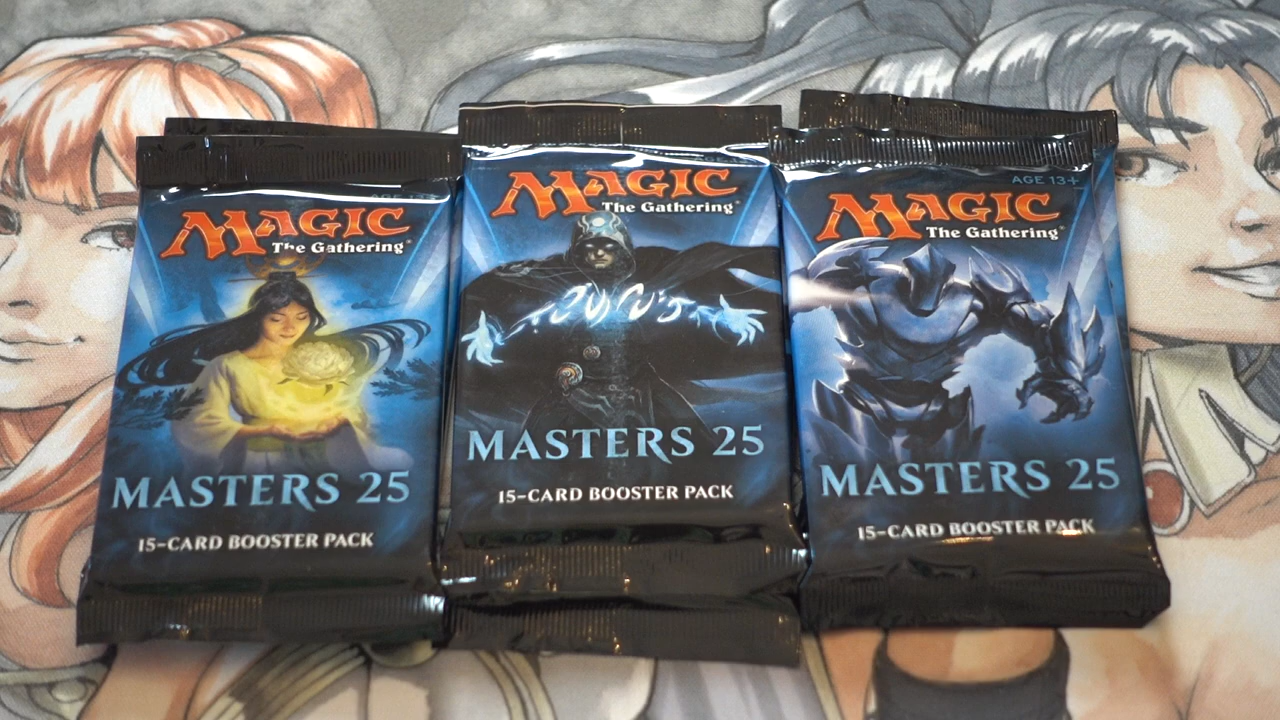 MAGIC
The Gathering®
MASTERS 25
15-CARD BOOSTER PACK
MAGIC
The Gathering®
MASTERS 25
15-CARD BOOSTER PACK
AGE 13+
MAGIC
The Gathering®
MASTERS 25
15-CARD BOOSTER PACK